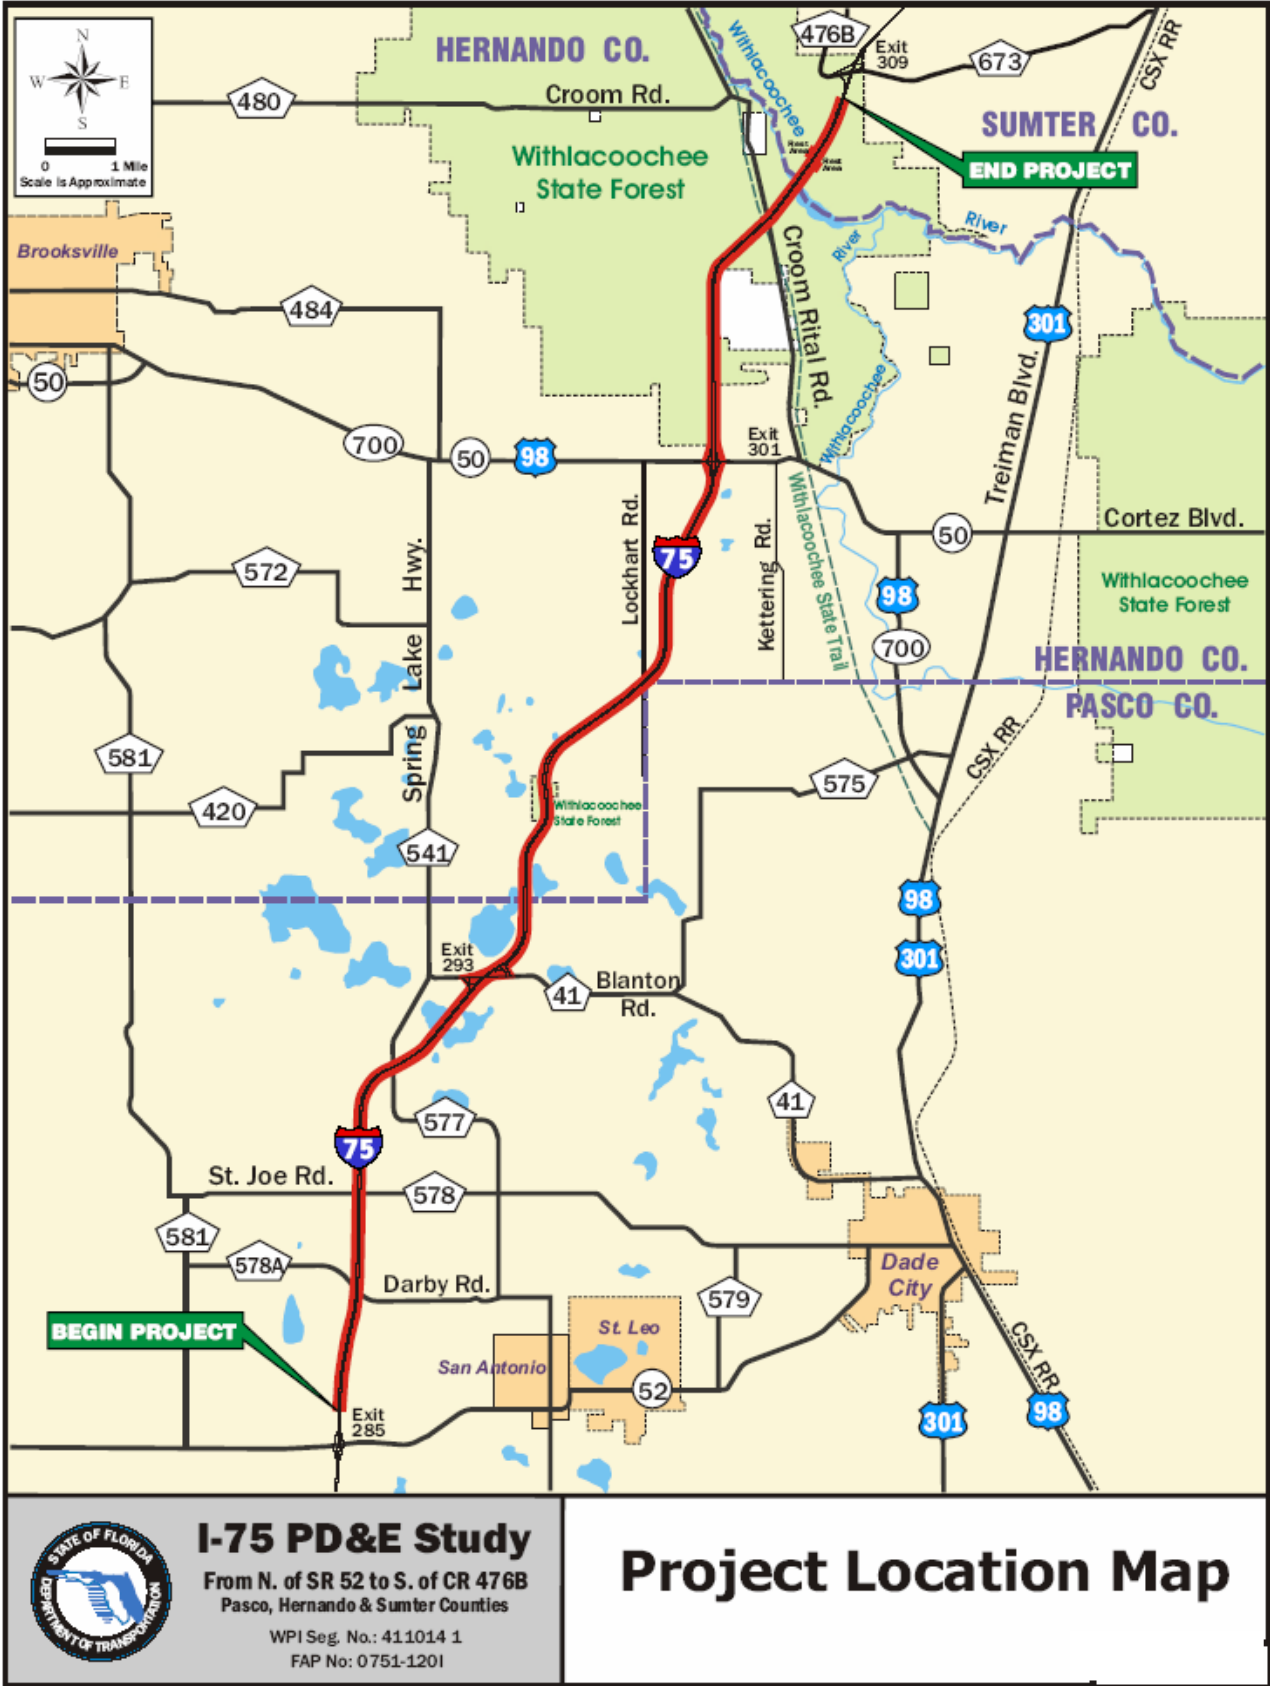 N
W E
S
0 1 Mile
Scale Is Approximate
HERNANDO CO.
476B
Exit
309
673
CSX RR
480
Croom Rd.
Withlacoochee
SUMTER CO.
Withlacoochee
State Forest
Rest
Area
Rest
Area
END PROJECT
Brooksville
River
River
Croom Rital Rd.
484
301
Treiman Blvd.
50
700
50
98
Exit
301
Withlacoochee
Lockhart Rd.
Kettering Rd.
Withlacoochee State Trail
75
50
Cortez Blvd.
572
Spring Lake Hwy.
98
Withlacoochee
State Forest
700
HERNANDO CO.
PASCO CO.
581
CSX RR
575
420
Withlacoochee
State Forest
541
98
301
Exit
293
41
Blanton
Rd.
41
577
75
St. Joe Rd.
578
581
578A
Darby Rd.
Dade
City
579
BEGIN PROJECT
St. Leo
San Antonio
CSX RR
52
Exit
285
301
98
STATE OF FLORIDA
DEPARTMENT OF TRANSPORTATION
I-75 PD&E Study
From N. of SR 52 to S. of CR 476B
Pasco, Hernando & Sumter Counties
WPI Seg. No.: 411014 1
FAP No: 0751-120I
Project Location Map